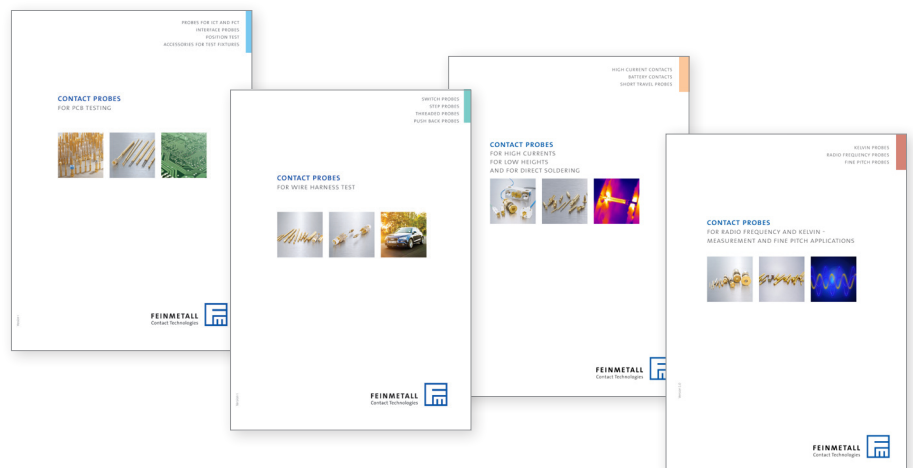 PROBES FOR ICT AND FCT
INTERFACE PROBES
POSITION TEST
ACCESSORIES FOR TEST FIXTURES
CONTACT PROBES
FOR PCB TESTING
FEINMETALL
Contact Technologies
SWITCH PROBES
STEP PROBES
THREADED PROBES
PUSH BACK PROBES
CONTACT PROBES
FOR WIRE HARNESS TEST
FEINMETALL
Contact Technologies
HIGH CURRENT CONTACTS
BATTERY CONTACTS
SHORT TRAVEL PROBES
CONTACT PROBES
FOR HIGH CURRENTS
FOR LOW HEIGHTS
AND FOR DIRECT SOLDERING
FEINMETALL
Contact Technologies
KELVIN PROBES
RADIO FREQUENCY PROBES
FINE PITCH PROBES
CONTACT PROBES
FOR RADIO FREQUENCY AND KELVIN -
MEASUREMENT AND FINE PITCH APPLICATIONS
FEINMETALL
Contact Technologies